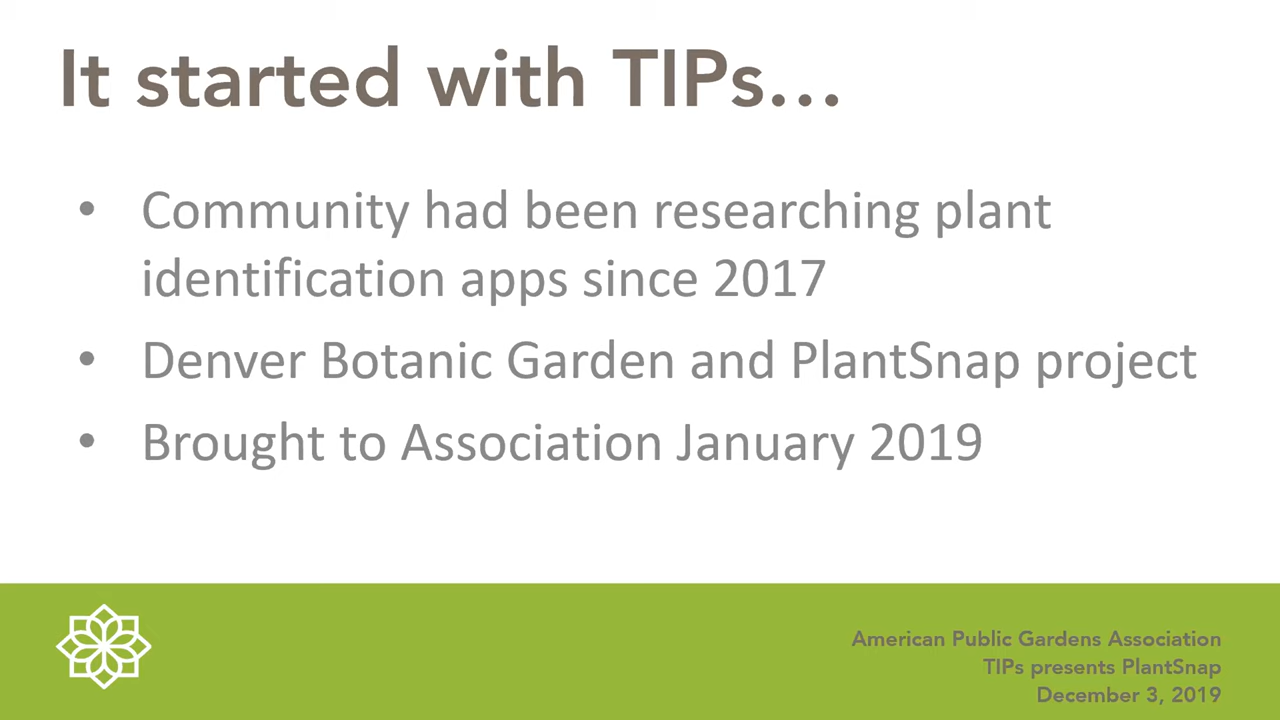 It started with TIPs...
• Community had been researching plant
identification apps since 2017
• Denver Botanic Garden and PlantSnap project
• Brought to Association January 2019
American Public Gardens Association
TIPs presents PlantSnap
December 3, 2019